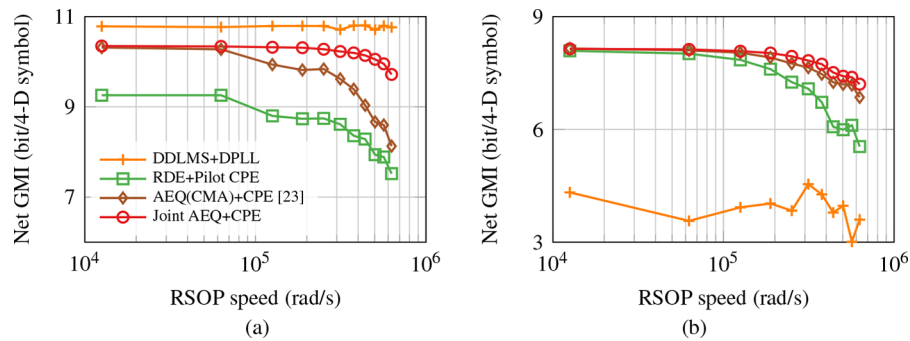 Net GMI (bit/4-D symbol)
11
9
7
DDLMS+DPLL
RDE+Pilot CPE
AEQ(CMA)+CPE [23]
Joint AEQ+CPE
10^4
10^5
10^6
RSOP speed (rad/s)
(a)
Net GMI (bit/4-D symbol)
9
6
3
10^4
10^5
10^6
RSOP speed (rad/s)
(b)